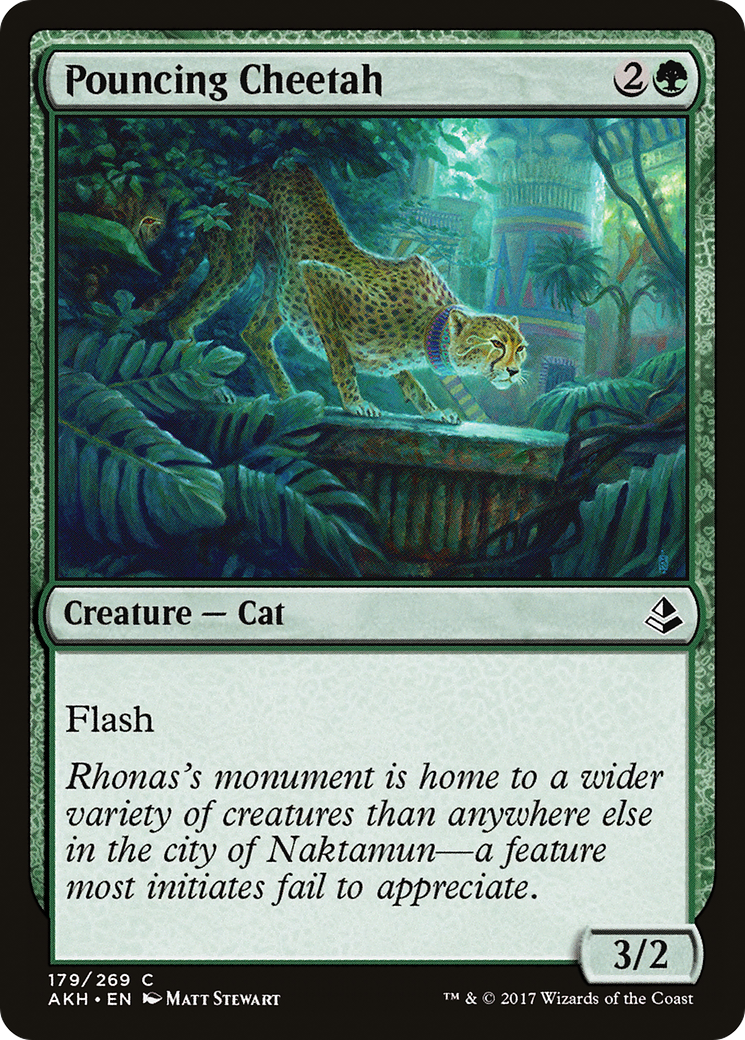 Pouncing Cheetah 2
Creature — Cat
Flash
Rhonas's monument is home to a wider
variety of creatures than anywhere else
in the city of Naktamun—a feature
most initiates fail to appreciate.
3/2
179/269 C
AKH • EN Matt Stewart
™ & © 2017 Wizards of the Coast